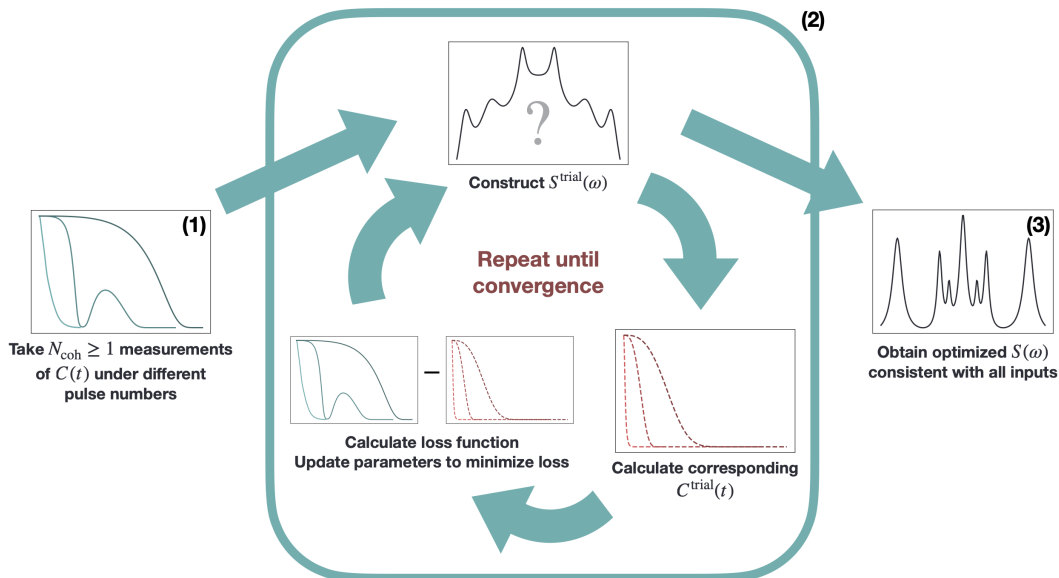 (2)
?
Construct S^trial(ω)
(1)
Take N_coh ≥ 1 measurements
of C(t) under different
pulse numbers
Repeat until
convergence
(3)
Obtain optimized S(ω)
consistent with all inputs
−
Calculate loss function
Update parameters to minimize loss
Calculate corresponding
C^trial(t)